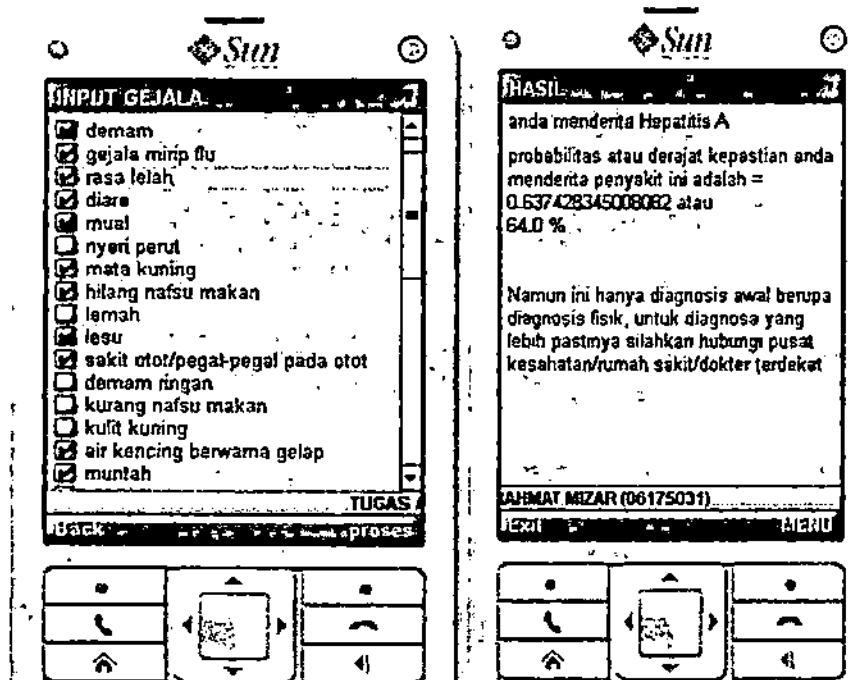 Sun
INPUT GEJALA
demam
gejala mirip flu
rasa lelah
diare
mual
nyeri perut
mata kuning
hilang nafsu makan
lemah
lesu
sakit otot/pegal-pegal pada otot
demam ringan
kurang nafsu makan
kulit kuning
air kencing berwarna gelap
muntah
TUGAS
Back
proses
Sun
HASIL
anda menderita Hepatitis A
probabilitas atau derajat kepastian anda
menderita penyakit ini adalah =
0.637428345008082 atau
64.0 %
Namun ini hanya diagnosis awal berupa
diagnosis fisik, untuk diagnosa yang
lebih pastinya silahkan hubungi pusat
kesahatan/rumah sakit/dokter terdekat
AHMAT MIZAR (06175031)
Exit
MENU